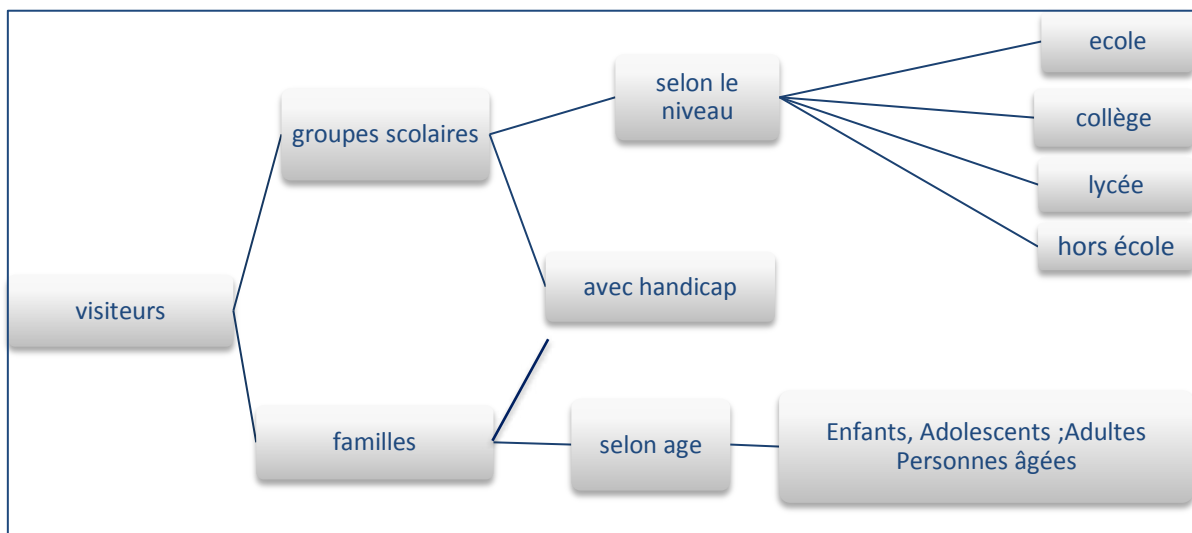 ecole
selon le
niveau
groupes scolaires
collège
lycée
hors école
avec handicap
visiteurs
familles
selon age
Enfants, Adolescents ;Adultes
Personnes âgées